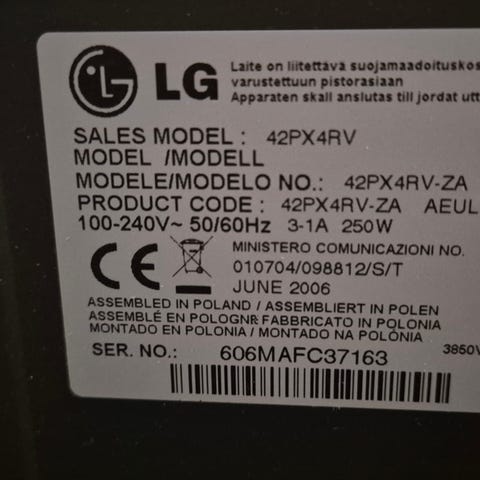 LG
Laite on liitettävä suojamaadoituskos
varustettuun pistorasiaan
Apparaten skall anslutas till jordat utt
SALES MODEL : 42PX4RV
MODEL /MODELL
MODELE/MODELO NO.: 42PX4RV-ZA
PRODUCT CODE : 42PX4RV-ZA AEUL
100-240V~ 50/60Hz 3-1A 250W
MINISTERO COMUNICAZIONI NO.
010704/098812/S/T
JUNE 2006
CE
ASSEMBLED IN POLAND / ASSEMBLIERT IN POLEN
ASSEMBLÉ EN POLOGNE FABBRICATO IN POLONIA
MONTADO EN POLONIA / MONTADO NA POLÔNIA
SER. NO.: 606MAFC37163
3850V